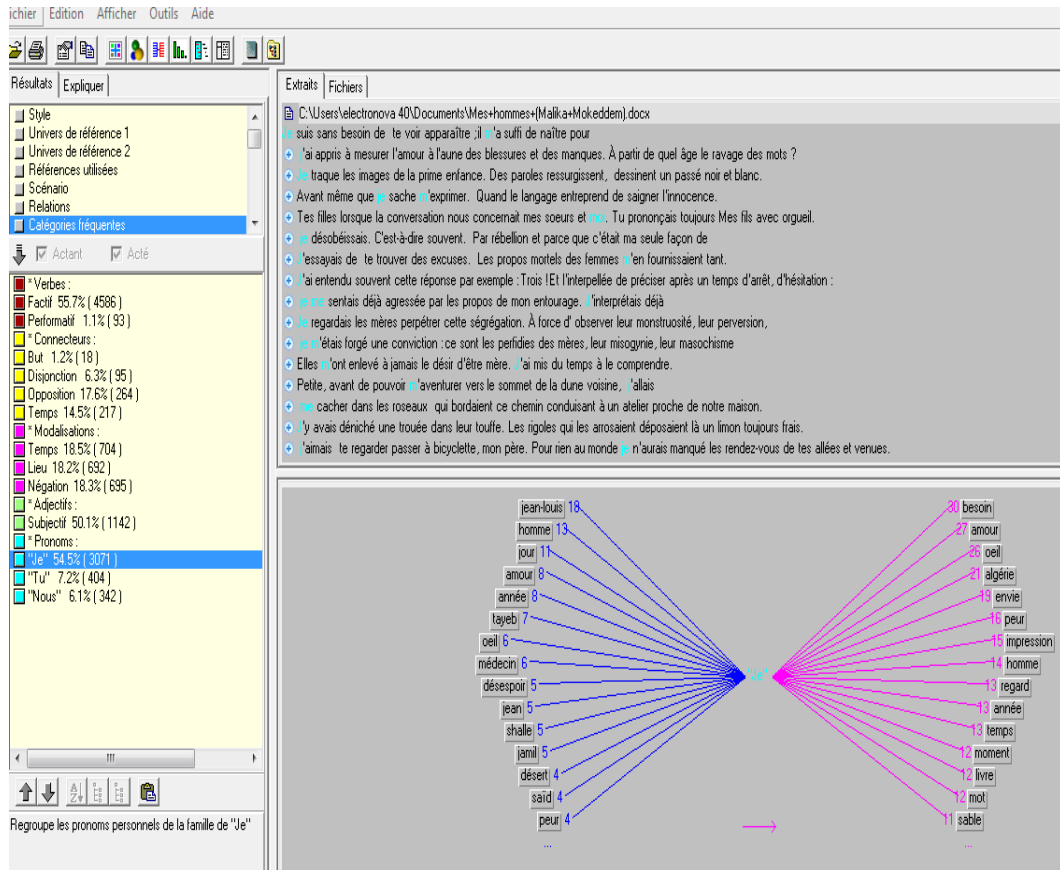 ichier Edition Afficher Outils Aide
Résultats Expliquer
Style
Univers de référence 1
Univers de référence 2
Références utilisées
Scénario
Relations
Catégories fréquentes
Actant Acté
* Verbes :
Factif 55.7% ( 4586 )
Performatif 1.1% ( 93 )
* Connecteurs :
But 1.2% ( 18 )
Disjonction 6.3% ( 95 )
Opposition 17.6% ( 264 )
Temps 14.5% ( 217 )
* Modalisations :
Temps 18.5% ( 704 )
Lieu 18.2% ( 692 )
Négation 18.3% ( 695 )
* Adjectifs :
Subjectif 50.1% ( 1142 )
* Pronoms :
"Je" 54.5% ( 3071 )
"Tu" 7.2% ( 404 )
"Nous" 6.1% ( 342 )
Regroupe les pronoms personnels de la famille de "Je"
Extraits Fichiers
C:\Users\electronova 40\Documents\Mes+hommes+(Malika+Mokeddem).docx
Je suis sans besoin de te voir apparaître ;il m'a suffi de naître pour
j'ai appris à mesurer l'amour à l'aune des blessures et des manques. À partir de quel âge le ravage des mots ?
Je traque les images de la prime enfance. Des paroles ressurgissent, dessinent un passé noir et blanc.
Avant même que je sache m'exprimer. Quand le langage entreprend de saigner l'innocence.
Tes filles lorsque la conversation nous concernait mes soeurs et moi. Tu prononçais toujours Mes fils avec orgueil.
je désobéissais. C'est-à-dire souvent. Par rébellion et parce que c'était ma seule façon de
J'essayais de te trouver des excuses. Les propos mortels des femmes m'en fournissaient tant.
J'ai entendu souvent cette réponse par exemple : Trois !Et l'interpellée de préciser après un temps d'arrêt, d'hésitation :
je me sentais déjà agressée par les propos de mon entourage. J'interprétais déjà
Je regardais les mères perpétrer cette ségrégation. À force d' observer leur monstruosité, leur perversion,
je m'étais forgé une conviction :ce sont les perfidies des mères, leur misogynie, leur masochisme
Elles m'ont enlevé à jamais le désir d'être mère. J'ai mis du temps à le comprendre.
Petite, avant de pouvoir m'aventurer vers le sommet de la dune voisine, j'allais
me cacher dans les roseaux qui bordaient ce chemin conduisant à un atelier proche de notre maison.
J'y avais déniché une trouée dans leur touffe. Les rigoles qui les arrosaient déposaient là un limon toujours frais.
j'aimais te regarder passer à bicyclette, mon père. Pour rien au monde je n'aurais manqué les rendez-vous de tes allées et venues.
jean-louis 18
homme 13
jour 11
amour 8
année 8
tayeb 7
oeil 6
médecin 6
désespoir 5
jean 5
shalle 5
jamil 5
désert 4
saïd 4
peur 4
...
"Je"
30 besoin
27 amour
26 oeil
21 algérie
19 envie
16 peur
15 impression
14 homme
13 regard
13 année
13 temps
12 moment
12 livre
12 mot
11 sable
...